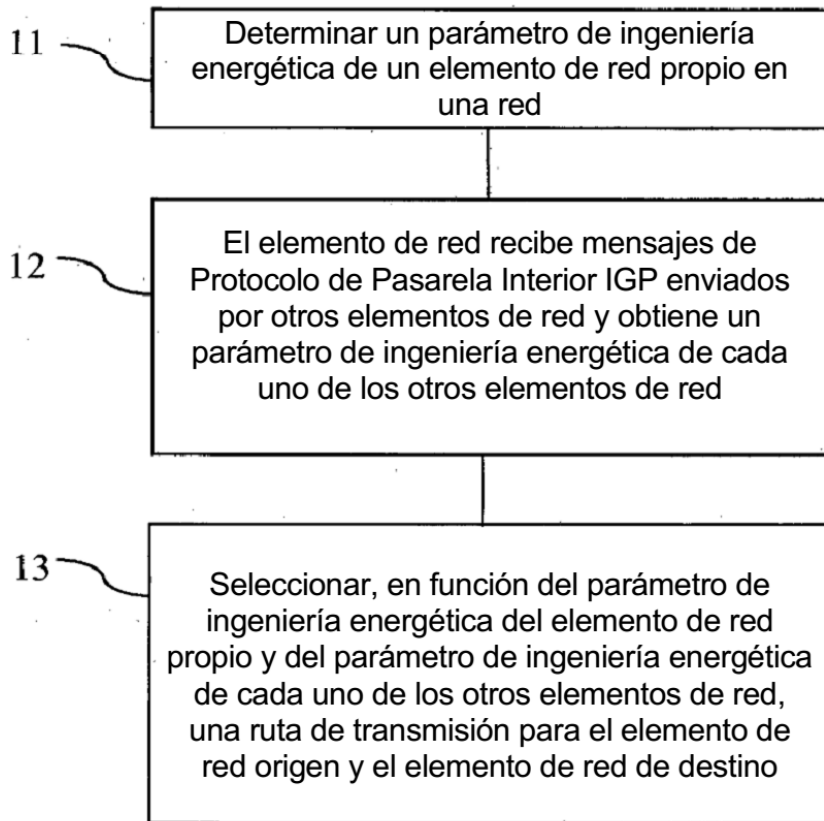 11
Determinar un parámetro de ingeniería
energética de un elemento de red propio en
una red
12
El elemento de red recibe mensajes de
Protocolo de Pasarela Interior IGP enviados
por otros elementos de red y obtiene un
parámetro de ingeniería energética de cada
uno de los otros elementos de red
13
Seleccionar, en función del parámetro de
ingeniería energética del elemento de red
propio y del parámetro de ingeniería energética
de cada uno de los otros elementos de red,
una ruta de transmisión para el elemento de
red origen y el elemento de red de destino